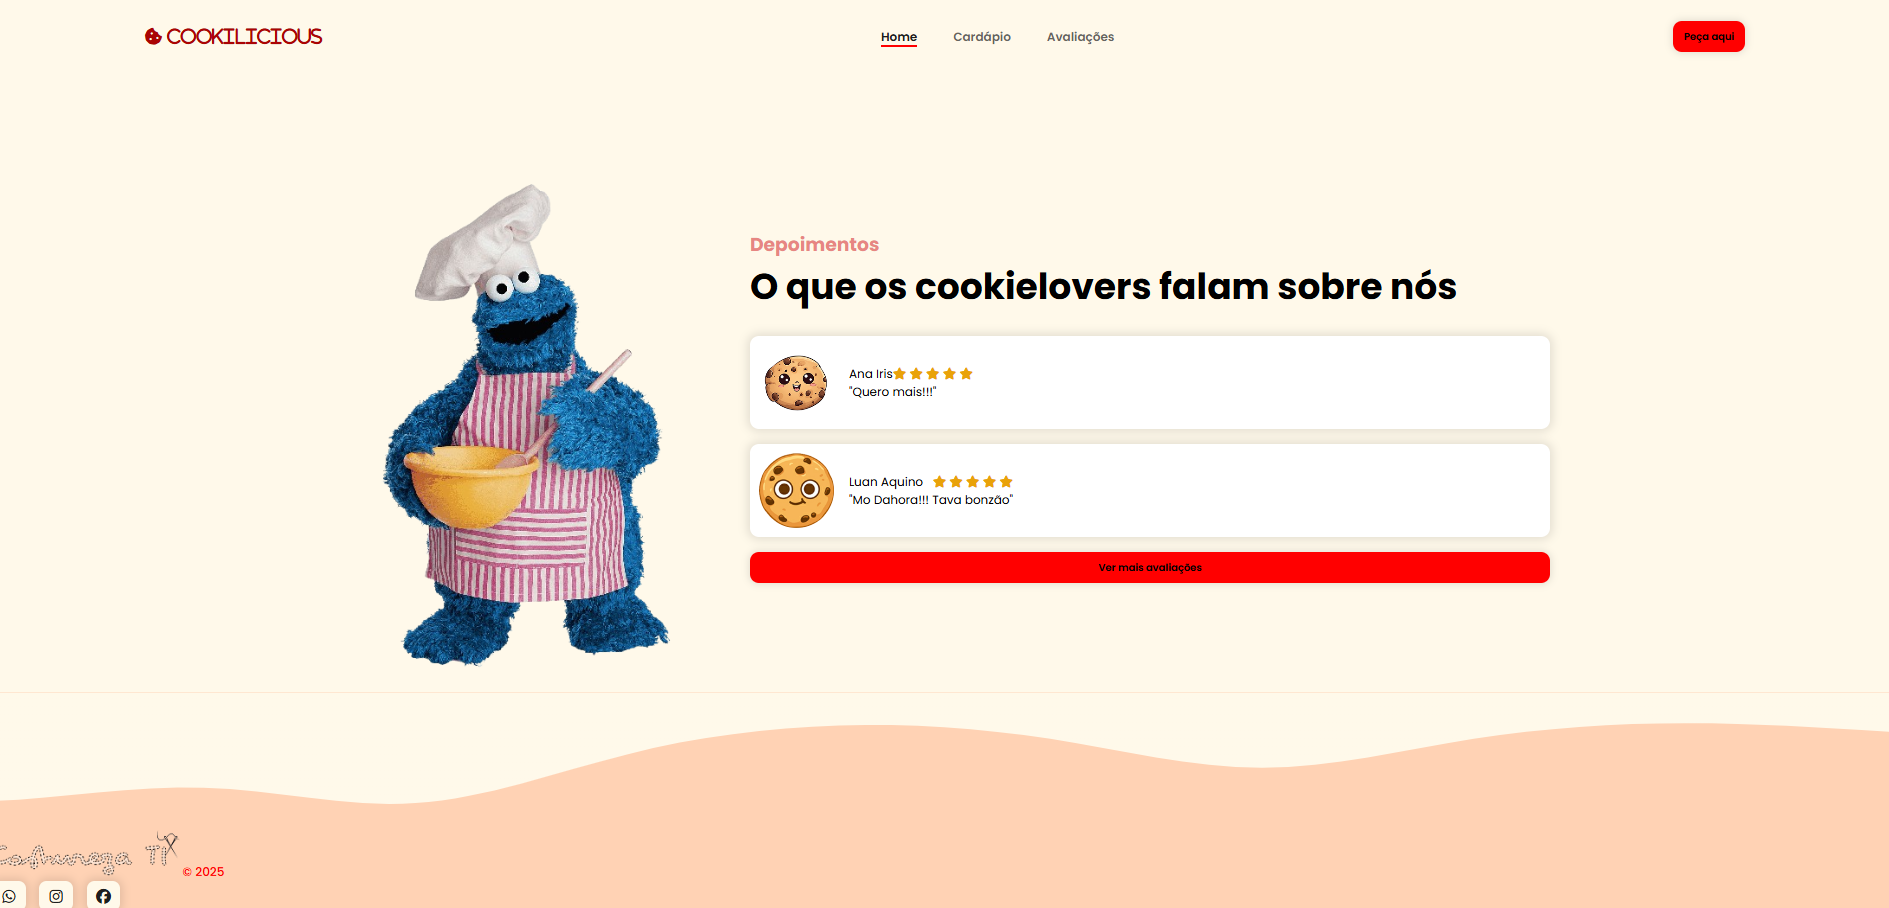 COOKILICIOUS
Home Cardápio Avaliações
Peça aqui
Depoimentos
O que os cookielovers falam sobre nós
Ana Iris
"Quero mais!!!"
Luan Aquino
"Mo Dahora!!! Tava bonzão"
Ver mais avaliações
TI
© 2025